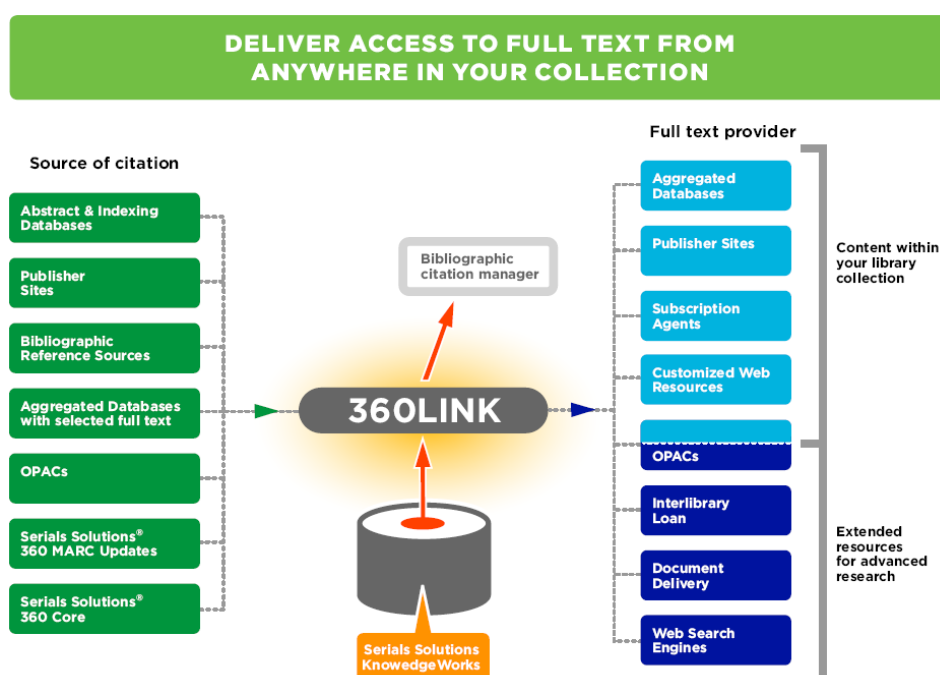 DELIVER ACCESS TO FULL TEXT FROM
ANYWHERE IN YOUR COLLECTION
Source of citation
Abstract & Indexing
Databases
Publisher
Sites
Bibliographic
Reference Sources
Aggregated Databases
with selected full text
OPACs
Serials Solutions®
360 MARC Updates
Serials Solutions®
360 Core
Bibliographic
citation manager
360LINK
Serials Solutions
KnowedgeWorks
Full text provider
Aggregated
Databases
Publisher Sites
Subscription
Agents
Customized Web
Resources
OPACs
Interlibrary
Loan
Document
Delivery
Web Search
Engines
Content within
your library
collection
Extended
resources
for advanced
research